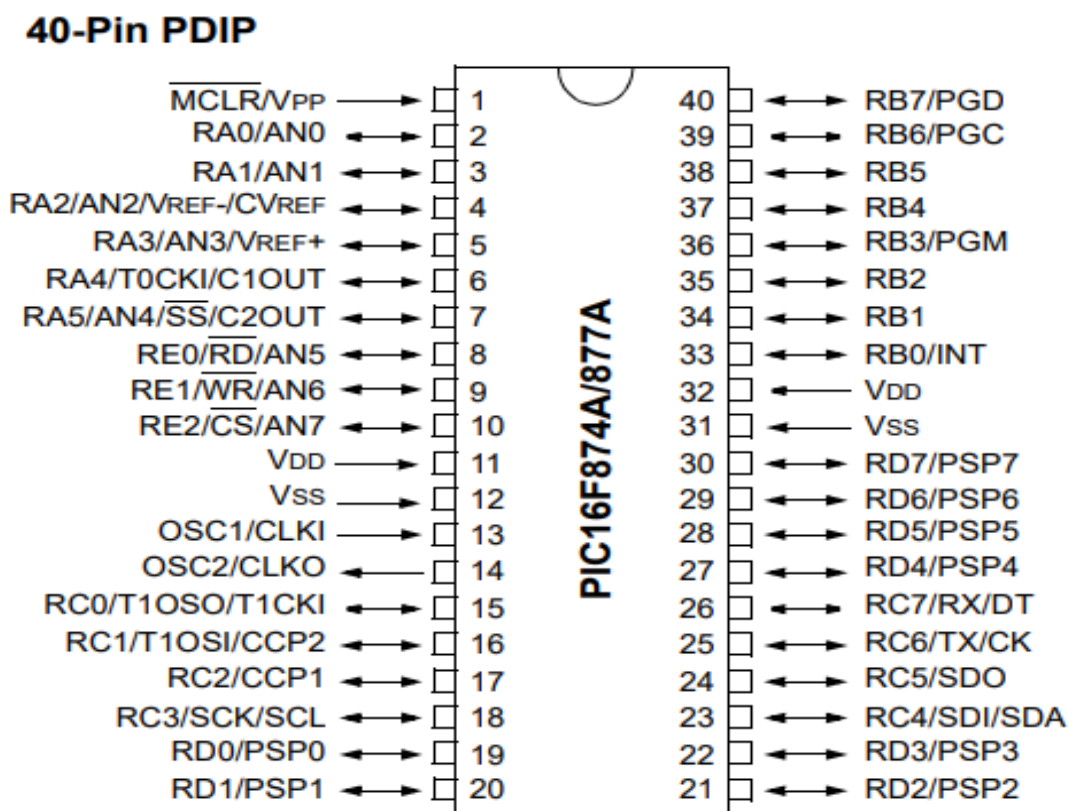 40-Pin PDIP
MCLR/VPP 1 40 RB7/PGD
RA0/AN0 2 39 RB6/PGC
RA1/AN1 3 38 RB5
RA2/AN2/VREF-/CVREF 4 37 RB4
RA3/AN3/VREF+ 5 36 RB3/PGM
RA4/T0CKI/C1OUT 6 35 RB2
RA5/AN4/SS/C2OUT 7 34 RB1
RE0/RD/AN5 8 33 RB0/INT
RE1/WR/AN6 9 32 VDD
RE2/CS/AN7 10 31 VSS
VDD 11 30 RD7/PSP7
VSS 12 29 RD6/PSP6
OSC1/CLKI 13 28 RD5/PSP5
OSC2/CLKO 14 27 RD4/PSP4
RC0/T1OSO/T1CKI 15 26 RC7/RX/DT
RC1/T1OSI/CCP2 16 25 RC6/TX/CK
RC2/CCP1 17 24 RC5/SDO
RC3/SCK/SCL 18 23 RC4/SDI/SDA
RD0/PSP0 19 22 RD3/PSP3
RD1/PSP1 20 21 RD2/PSP2
PIC16F874A/877A